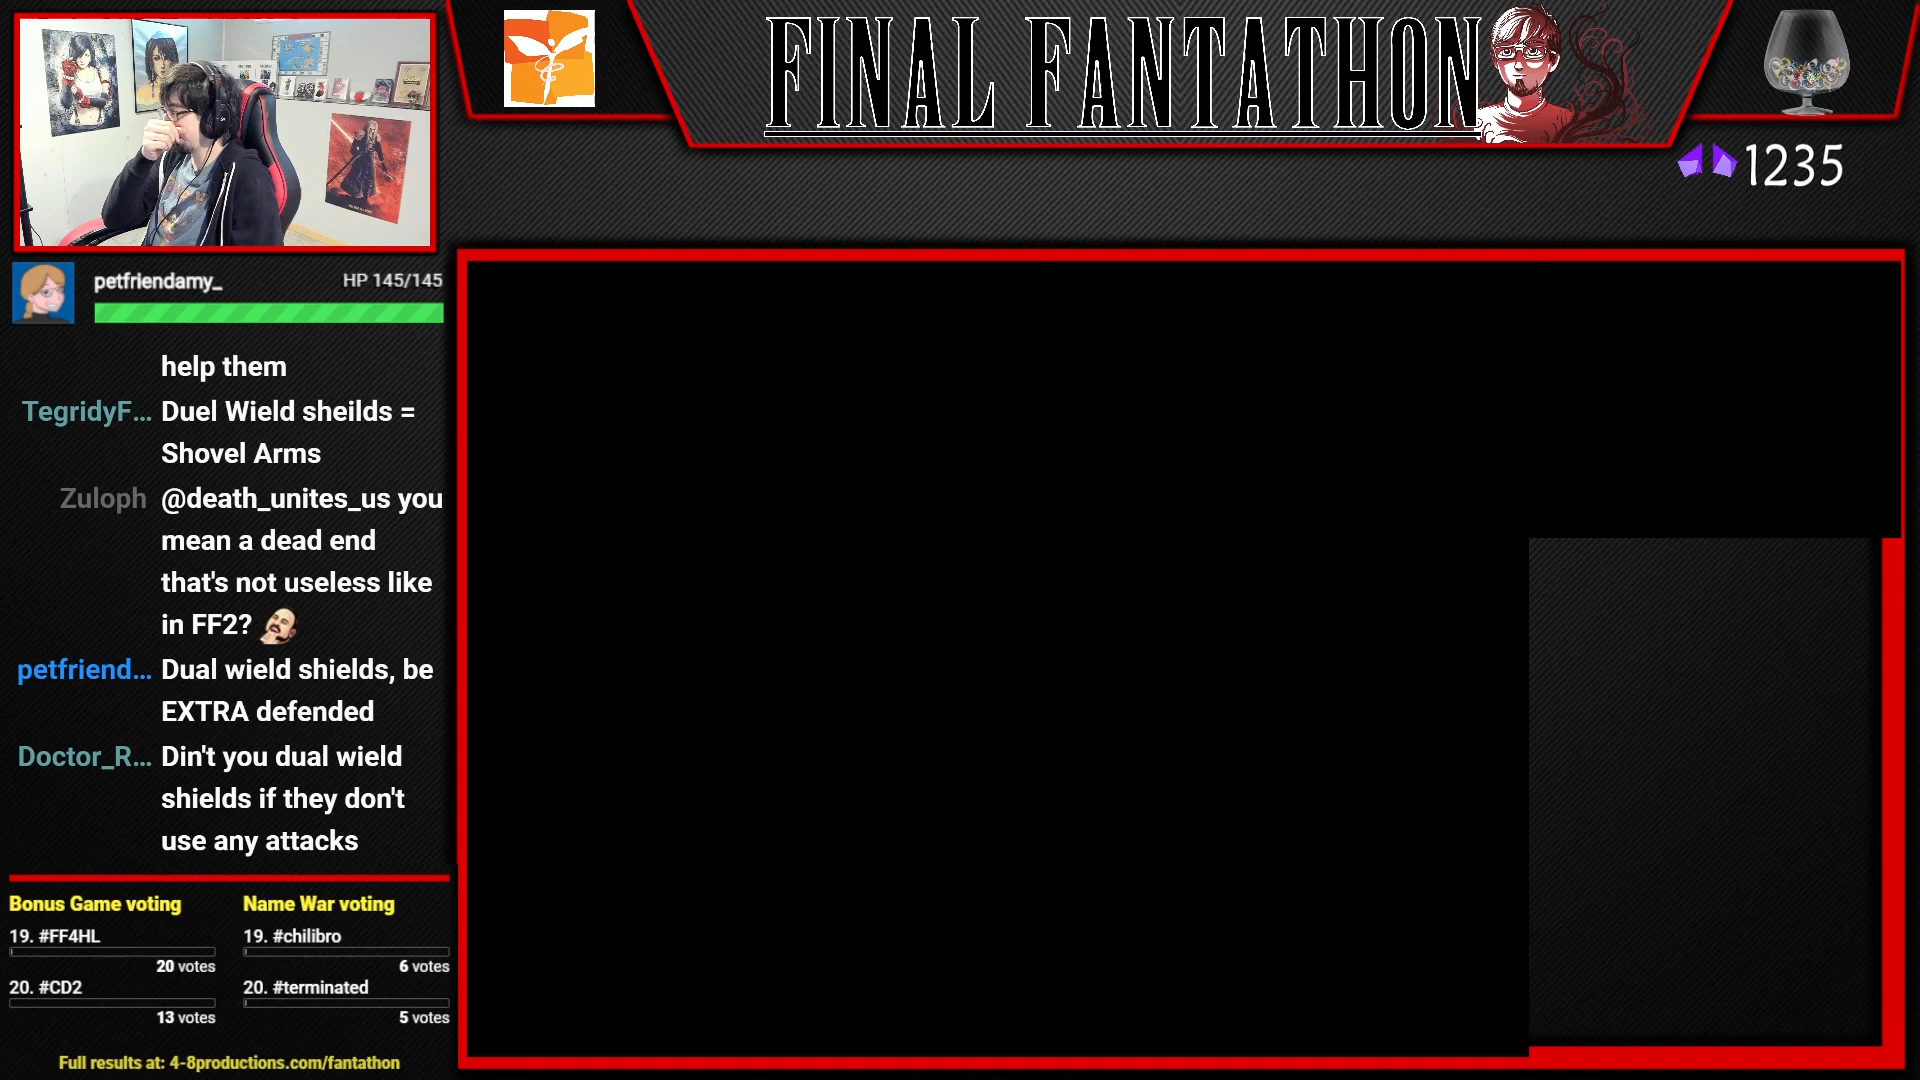 FINAL FANTATHON
1235
petfriendamy_ HP 145/145
help them
TegridyF... Duel Wield sheilds =
Shovel Arms
Zuloph @death_unites_us you
mean a dead end
that's not useless like
in FF2?
petfriend... Dual wield shields, be
EXTRA defended
Doctor_R... Din't you dual wield
shields if they don't
use any attacks
Bonus Game voting
19. #FF4HL
20 votes
20. #CD2
13 votes
Name War voting
19. #chilibro
6 votes
20. #terminated
5 votes
Full results at: 4-8productions.com/fantathon